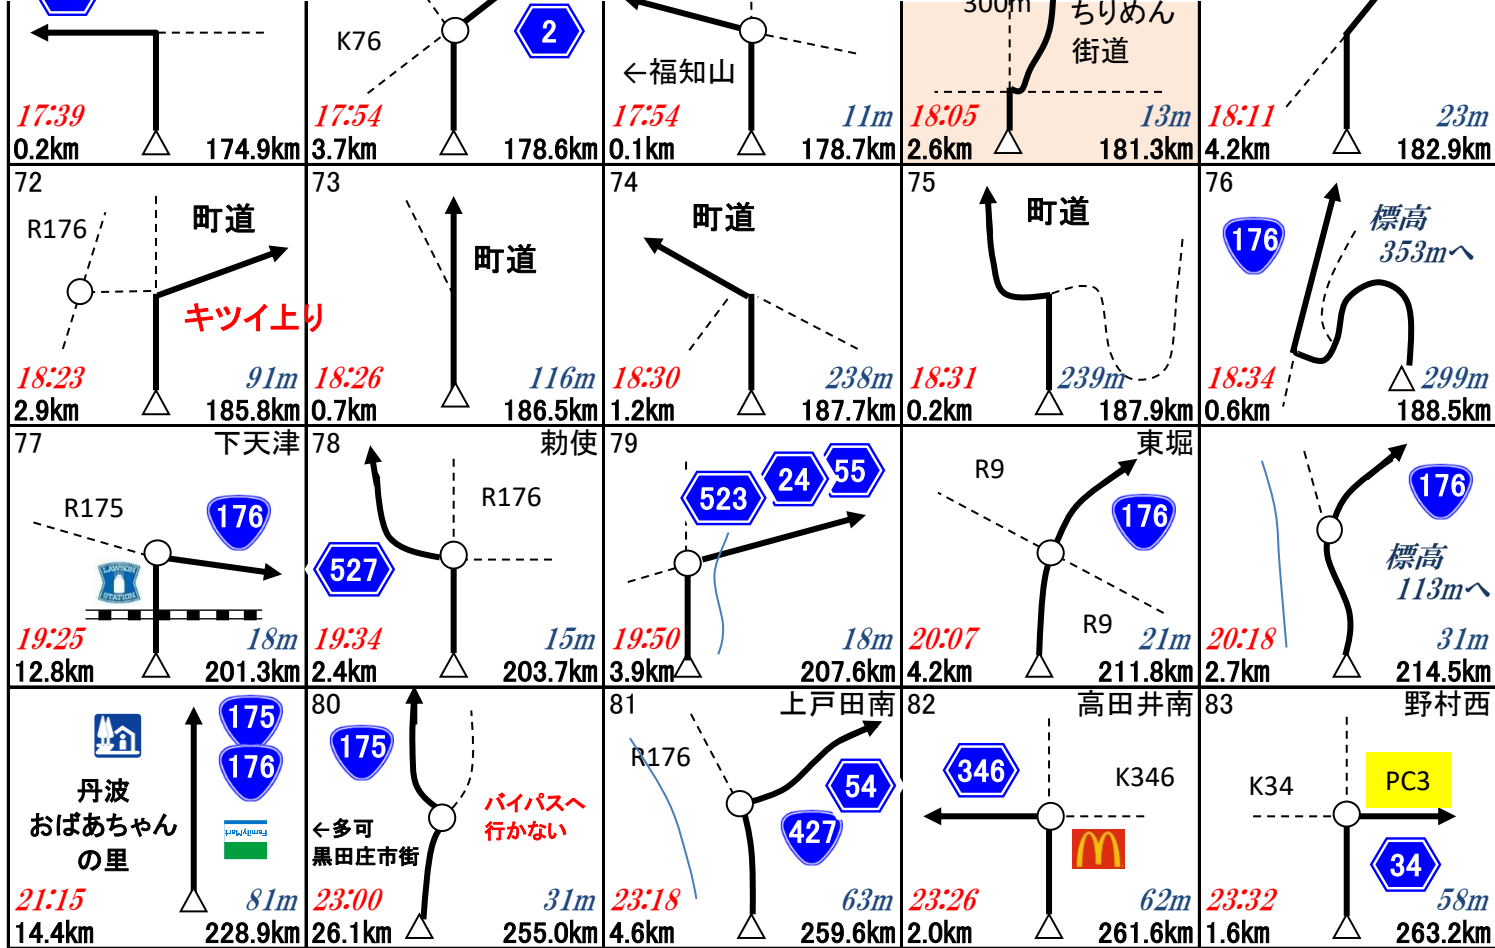 17:39
0.2km
174.9km
K76
2
17:54
3.7km
178.6km
←福知山
17:54
11m
0.1km
178.7km
300m
ちりめん
街道
18:05
13m
2.6km
181.3km
18:11
23m
4.2km
182.9km
72
R176
町道
キツイ上り
18:23
91m
2.9km
185.8km
73
町道
18:26
116m
0.7km
186.5km
74
町道
18:30
238m
1.2km
187.7km
75
町道
18:31
239m
0.2km
187.9km
76
176
標高
353mへ
18:34
299m
0.6km
188.5km
77
下天津
R175
176
LAWSON
STATION
19:25
18m
12.8km
201.3km
78
勅使
R176
527
19:34
15m
2.4km
203.7km
79
523
24
55
19:50
18m
3.9km
207.6km
東堀
R9
176
R9
20:07
21m
4.2km
211.8km
176
標高
113mへ
20:18
31m
2.7km
214.5km
175
176
丹波
おばあちゃん
の里
FamilyMart
21:15
81m
14.4km
228.9km
80
175
バイパスへ
行かない
←多可
黒田庄市街
23:00
31m
26.1km
255.0km
81
上戸田南
R176
54
427
23:18
63m
4.6km
259.6km
82
高田井南
346
K346
23:26
62m
2.0km
261.6km
83
野村西
K34
PC3
34
23:32
58m
1.6km
263.2km